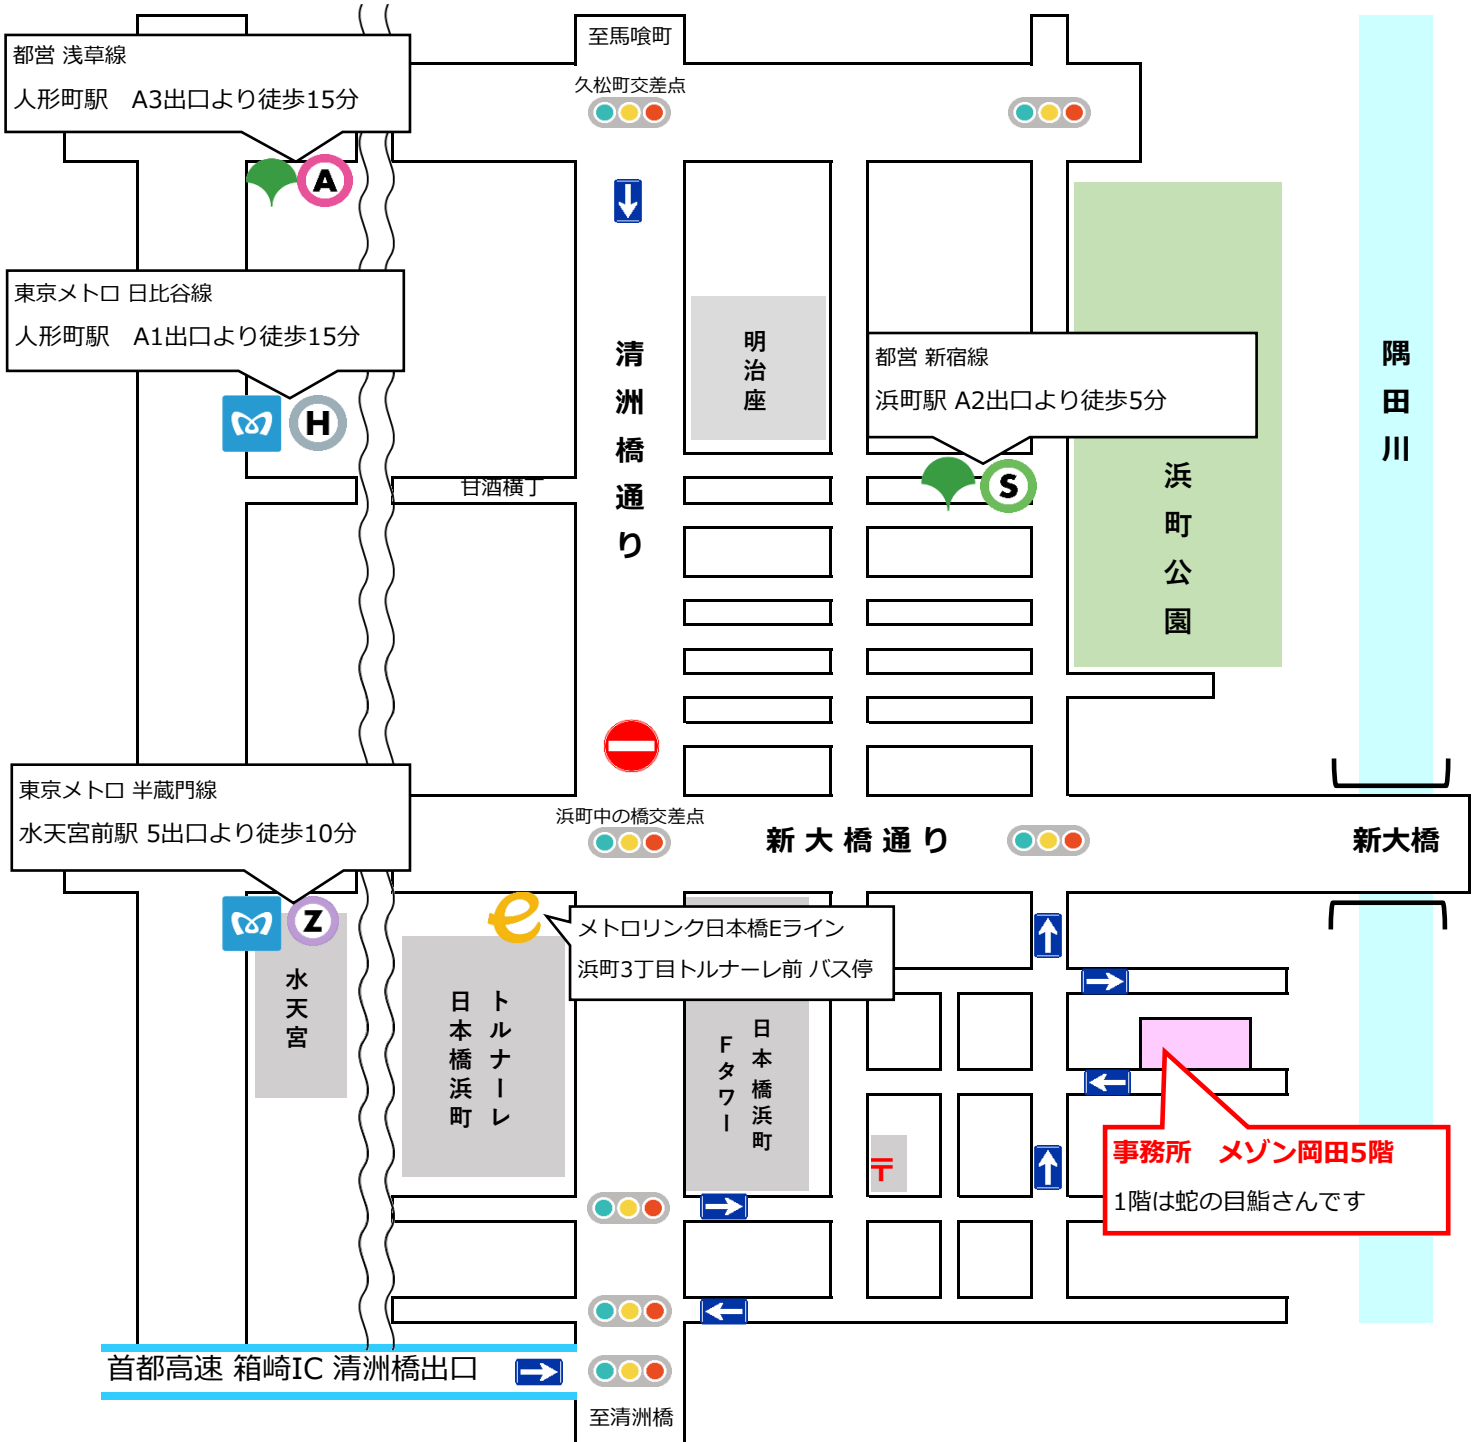 至馬喰町
都営 浅草線
人形町駅　A3出口より徒歩15分
久松町交差点
A
東京メトロ 日比谷線
人形町駅　A1出口より徒歩15分
H
清洲橋通り
明治座
都営 新宿線
浜町駅 A2出口より徒歩5分
S
隅田川
浜町公園
甘酒横丁
東京メトロ 半蔵門線
水天宮前駅 5出口より徒歩10分
Z
浜町中の橋交差点
新大橋通り
新大橋
e
メトロリンク日本橋Eライン
浜町3丁目トルナーレ前 バス停
水天宮
トルナーレ
日本橋浜町
日本橋浜町
Fタワー
〒
事務所　メゾン岡田5階
1階は蛇の目鮨さんです
首都高速 箱崎IC 清洲橋出口
至清洲橋